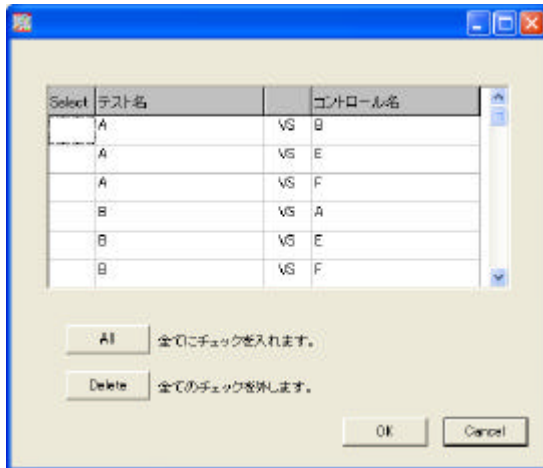 Select テスト名 コントロール名
A VS B
A VS E
A VS F
B VS A
B VS E
B VS F
All 全てにチェックを入れます。
Delete 全てのチェックを外します。
OK Cancel